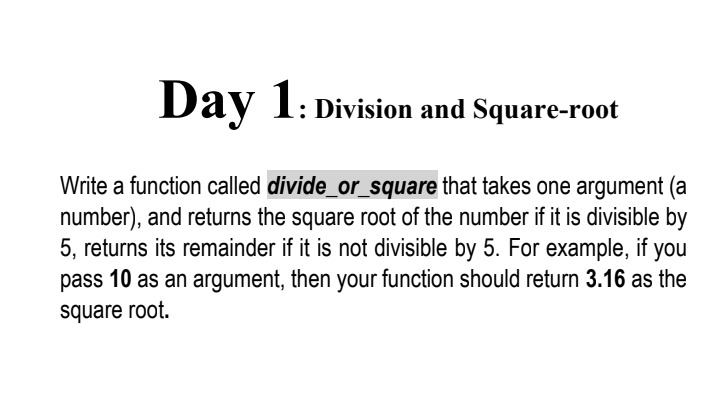 Day 1: Division and Square-root
Write a function called divide_or_square that takes one argument (a
number), and returns the square root of the number if it is divisible by
5, returns its remainder if it is not divisible by 5. For example, if you
pass 10 as an argument, then your function should return 3.16 as the
square root.